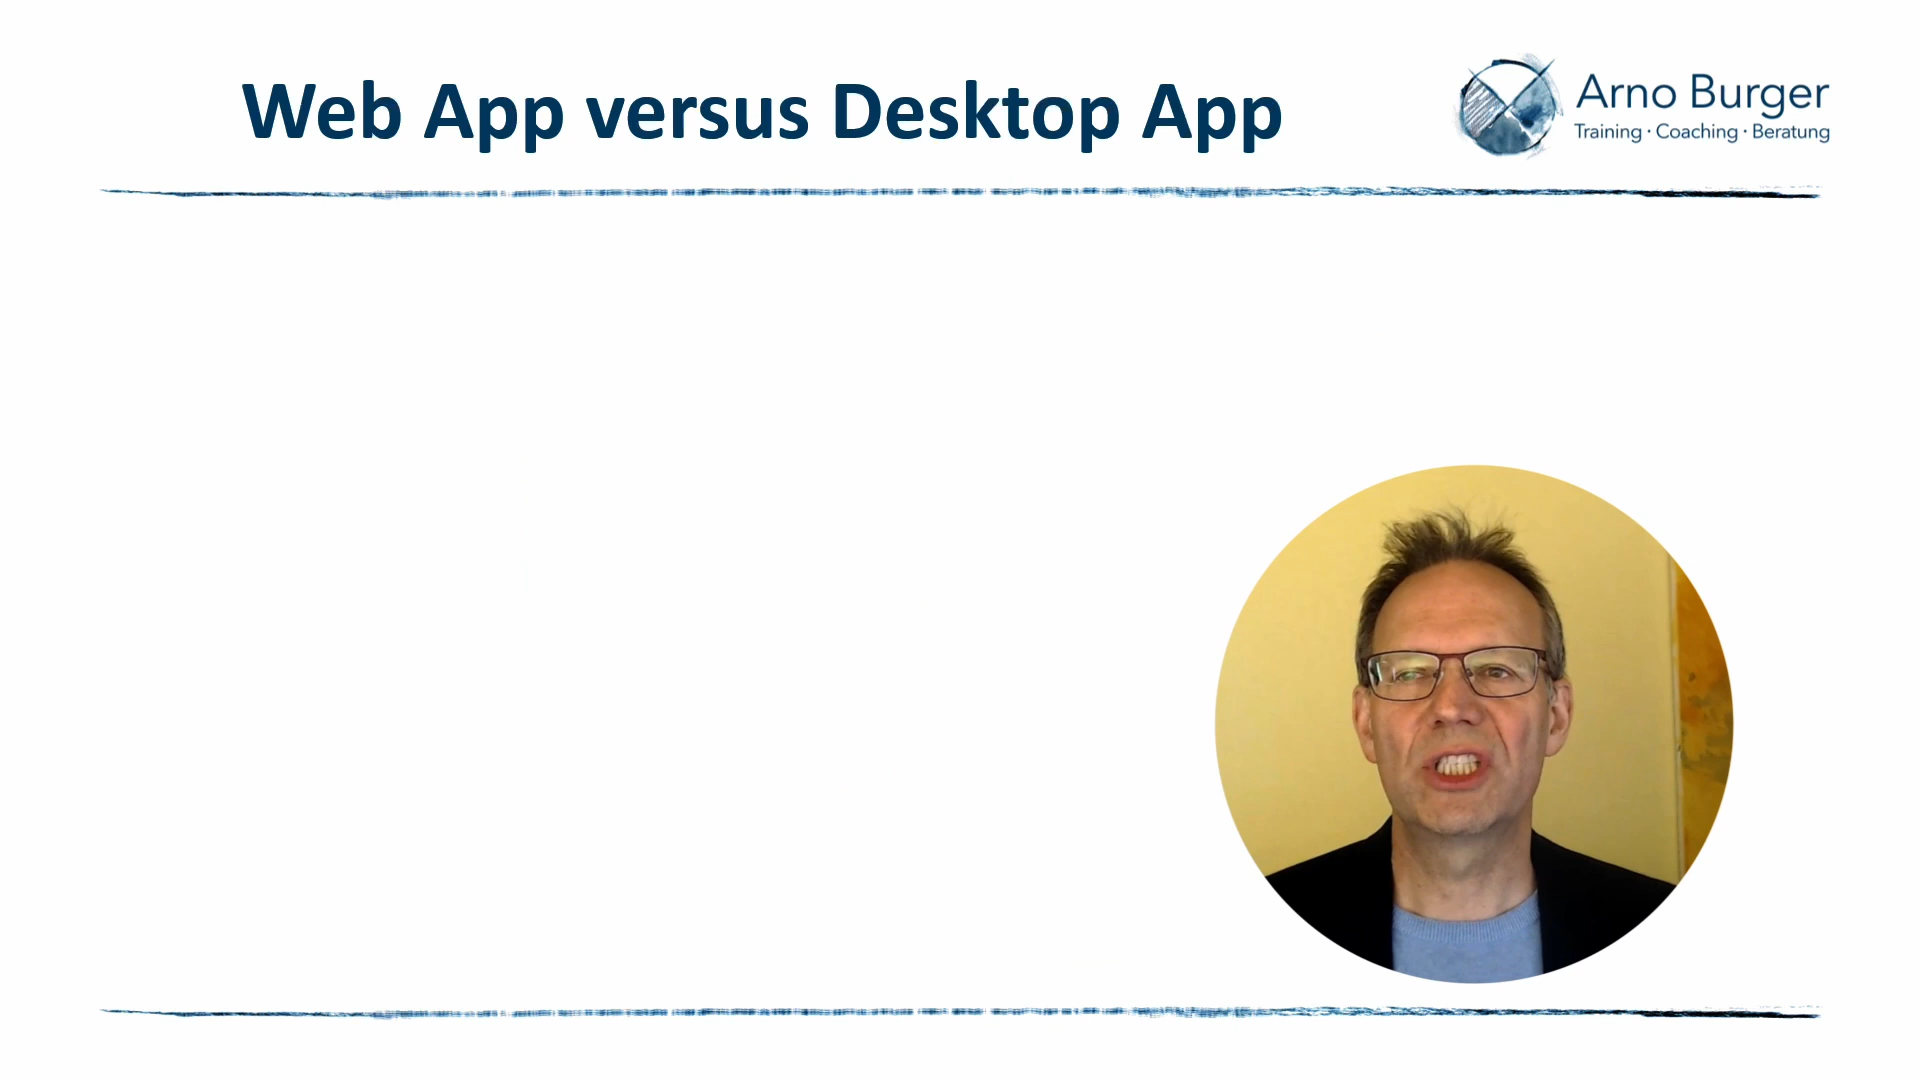 Web App versus Desktop App
Arno Burger
Training · Coaching · Beratung